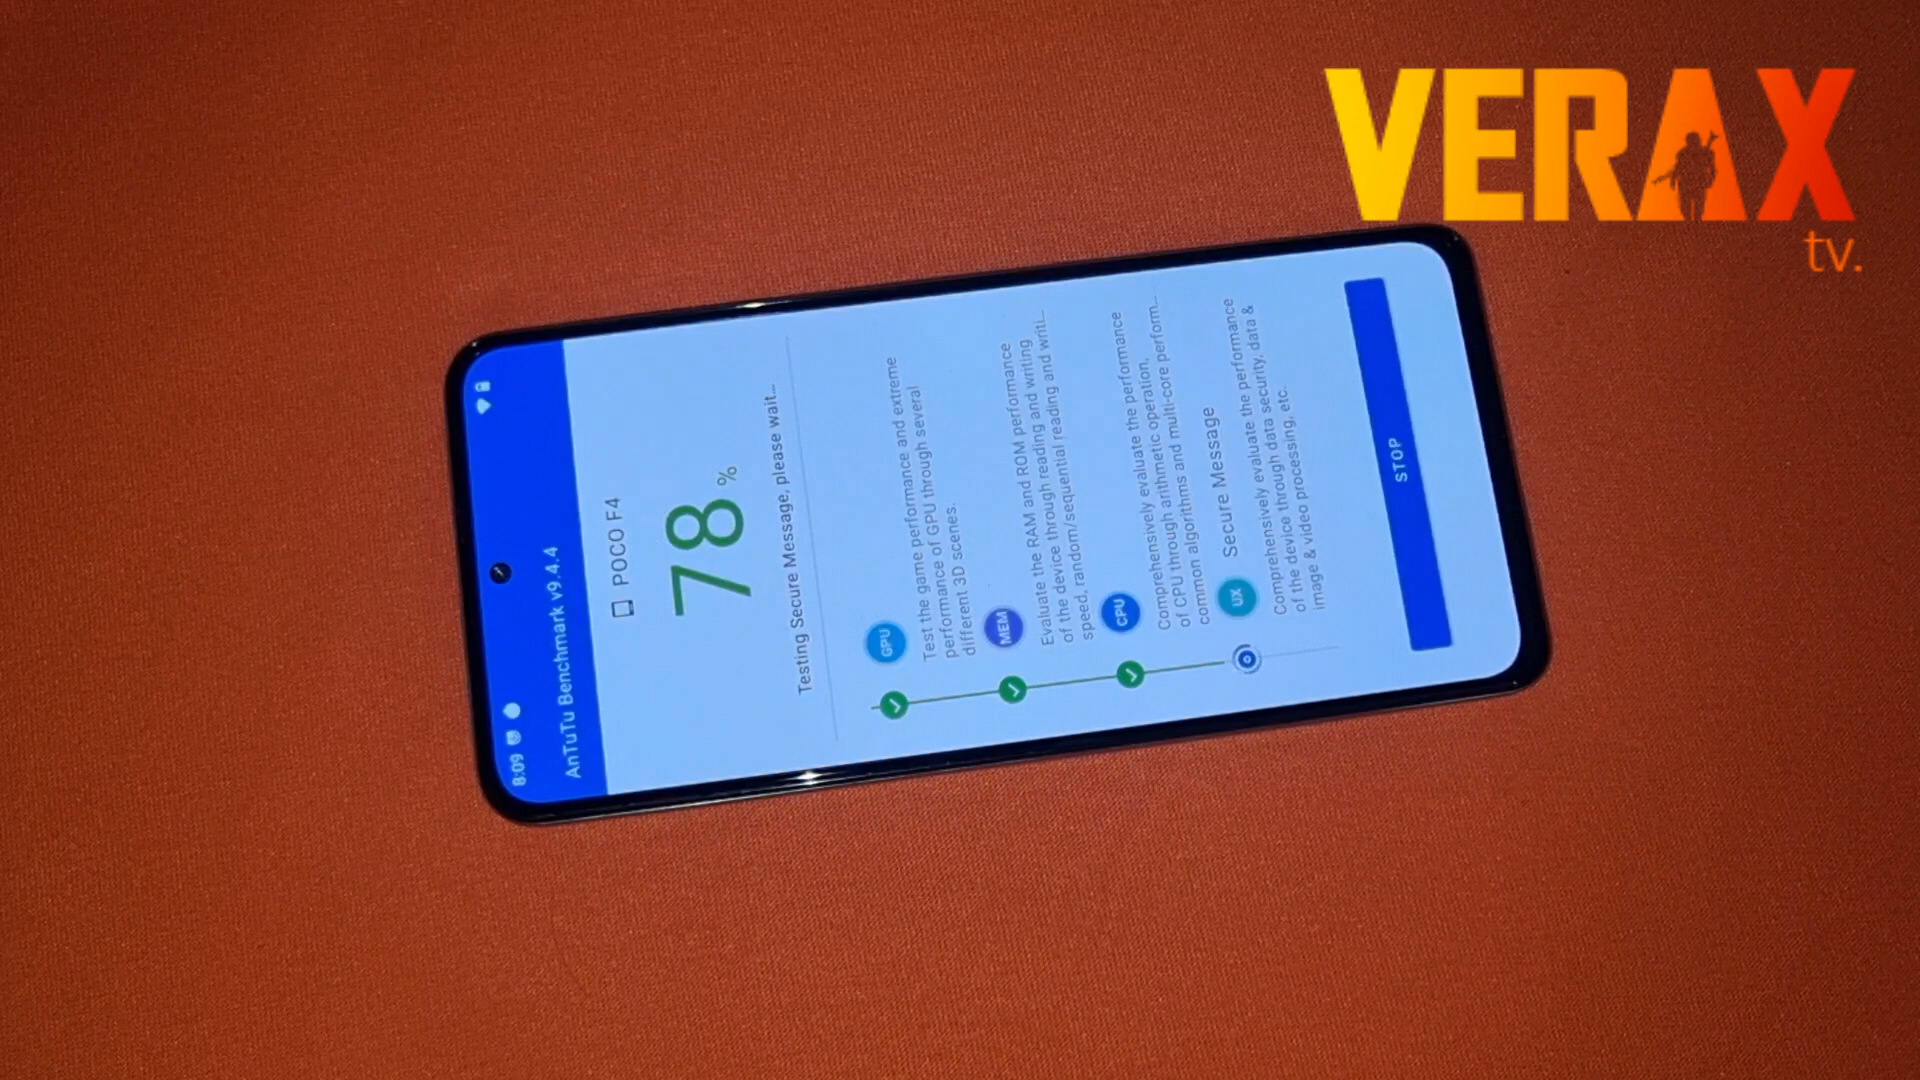 VERAX
tv.
8:09
AnTuTu Benchmark v9.4.4
POCO F4
78%
Testing Secure Message, please wait...
GPU
Test the game performance and extreme
performance of GPU through several
different 3D scenes.
MEM
Evaluate the RAM and ROM performance
of the device through reading and writing
speed, random/sequential reading and writi...
CPU
Comprehensively evaluate the performance
of CPU through arithmetic operation,
common algorithms and multi-core perform...
UX Secure Message
Comprehensively evaluate the performance
of the device through data security, data &
image & video processing, etc.
STOP